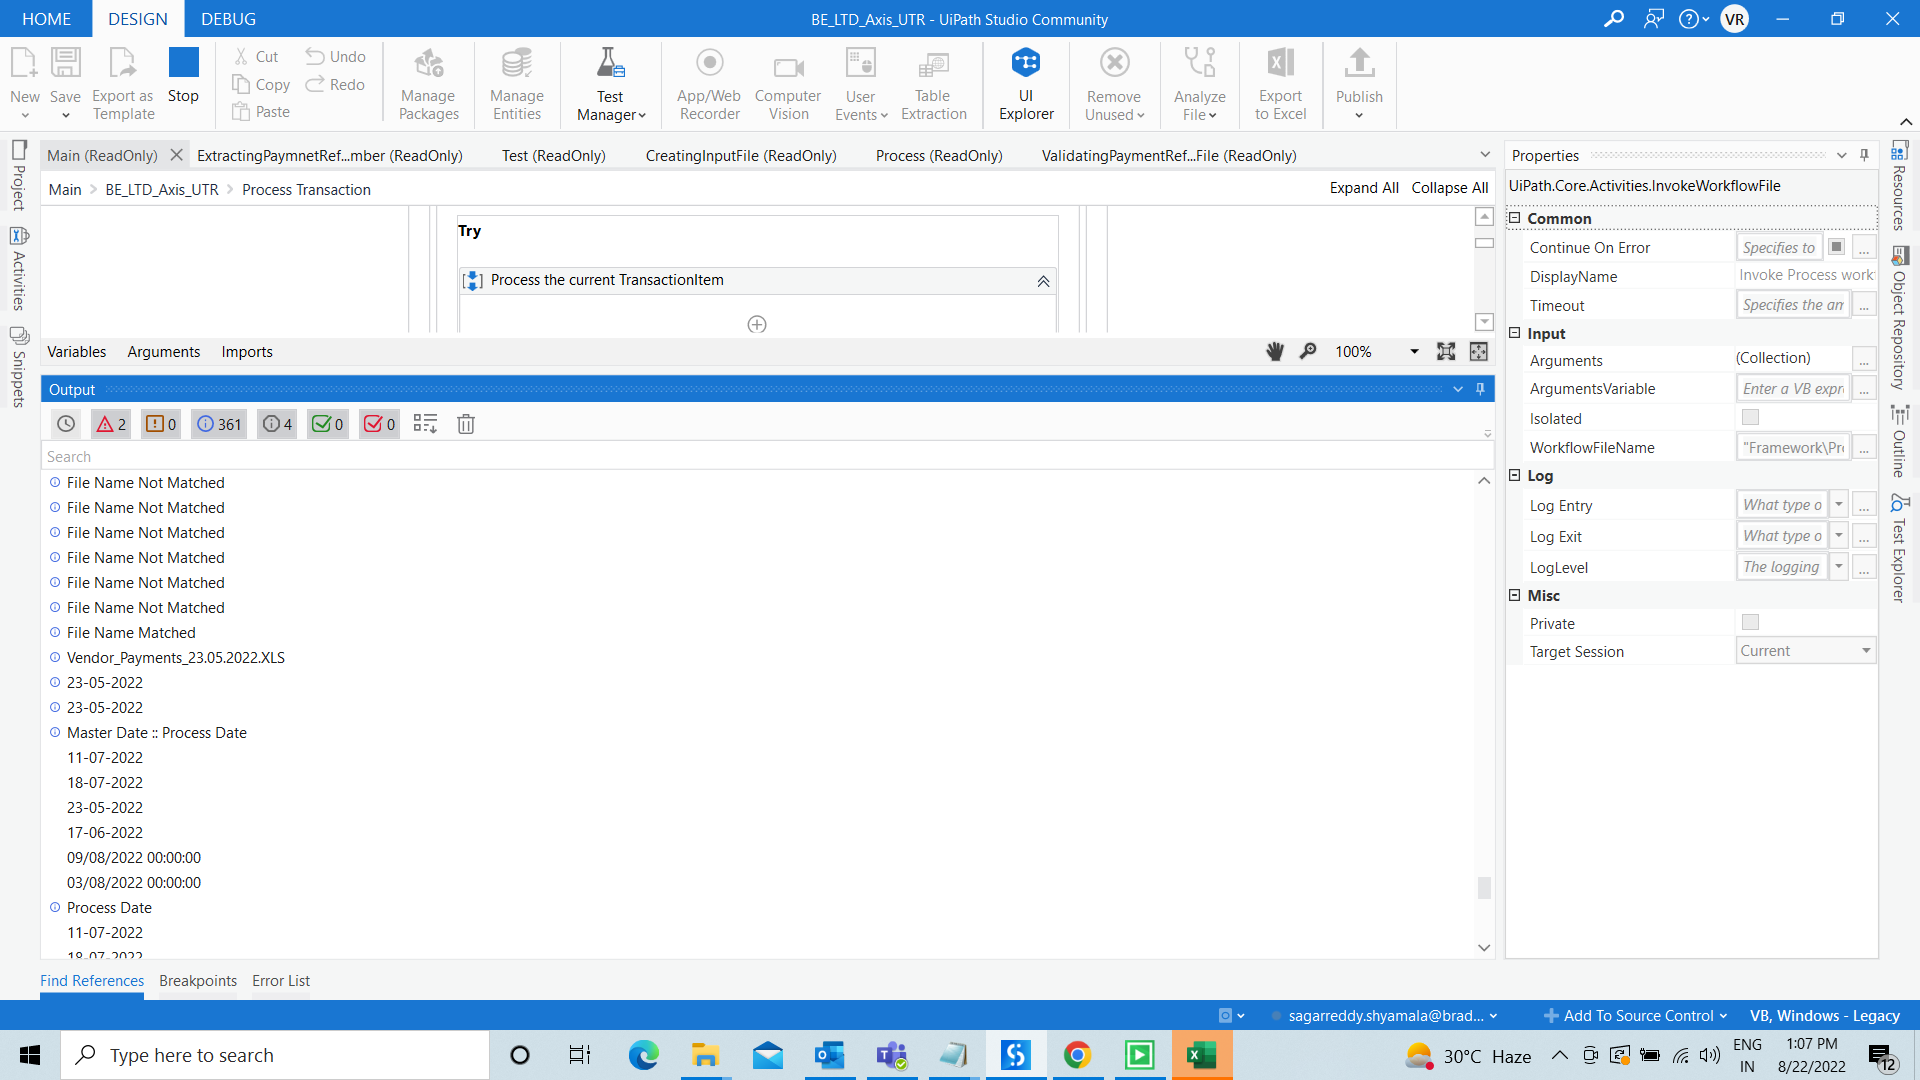 HOME DESIGN DEBUG
BE_LTD_Axis_UTR - UiPath Studio Community
VR
New
Save
Export as Template
Stop
Cut
Copy
Paste
Undo
Redo
Manage Packages
Manage Entities
Test Manager
App/Web Recorder
Computer Vision
User Events
Table Extraction
UI Explorer
Remove Unused
Analyze File
Export to Excel
Publish
Project
Activities
Snippets
Main (ReadOnly) ExtractingPaymnetRef...mber (ReadOnly) Test (ReadOnly) CreatingInputFile (ReadOnly) Process (ReadOnly) ValidatingPaymentRef...File (ReadOnly)
Main > BE_LTD_Axis_UTR > Process Transaction
Expand All Collapse All
Try
Process the current TransactionItem
Variables Arguments Imports
100%
Output
2 0 361 4 0 0
Search
File Name Not Matched
File Name Not Matched
File Name Not Matched
File Name Not Matched
File Name Not Matched
File Name Not Matched
File Name Matched
Vendor_Payments_23.05.2022.XLS
23-05-2022
23-05-2022
Master Date :: Process Date
11-07-2022
18-07-2022
23-05-2022
17-06-2022
09/08/2022 00:00:00
03/08/2022 00:00:00
Process Date
11-07-2022
18-07-2022
Find References Breakpoints Error List
Properties
UiPath.Core.Activities.InvokeWorkflowFile
Common
Continue On Error Specifies to ...
DisplayName Invoke Process work
Timeout Specifies the am ...
Input
Arguments (Collection) ...
ArgumentsVariable Enter a VB expr ...
Isolated
WorkflowFileName "Framework\Pro ...
Log
Log Entry What type o ...
Log Exit What type o ...
LogLevel The logging ...
Misc
Private
Target Session Current
Resources
Object Repository
Outline
Test Explorer
sagarreddy.shyamala@brad...
Add To Source Control
VB, Windows - Legacy
Type here to search
30°C Haze
ENG
IN
1:07 PM
8/22/2022
12